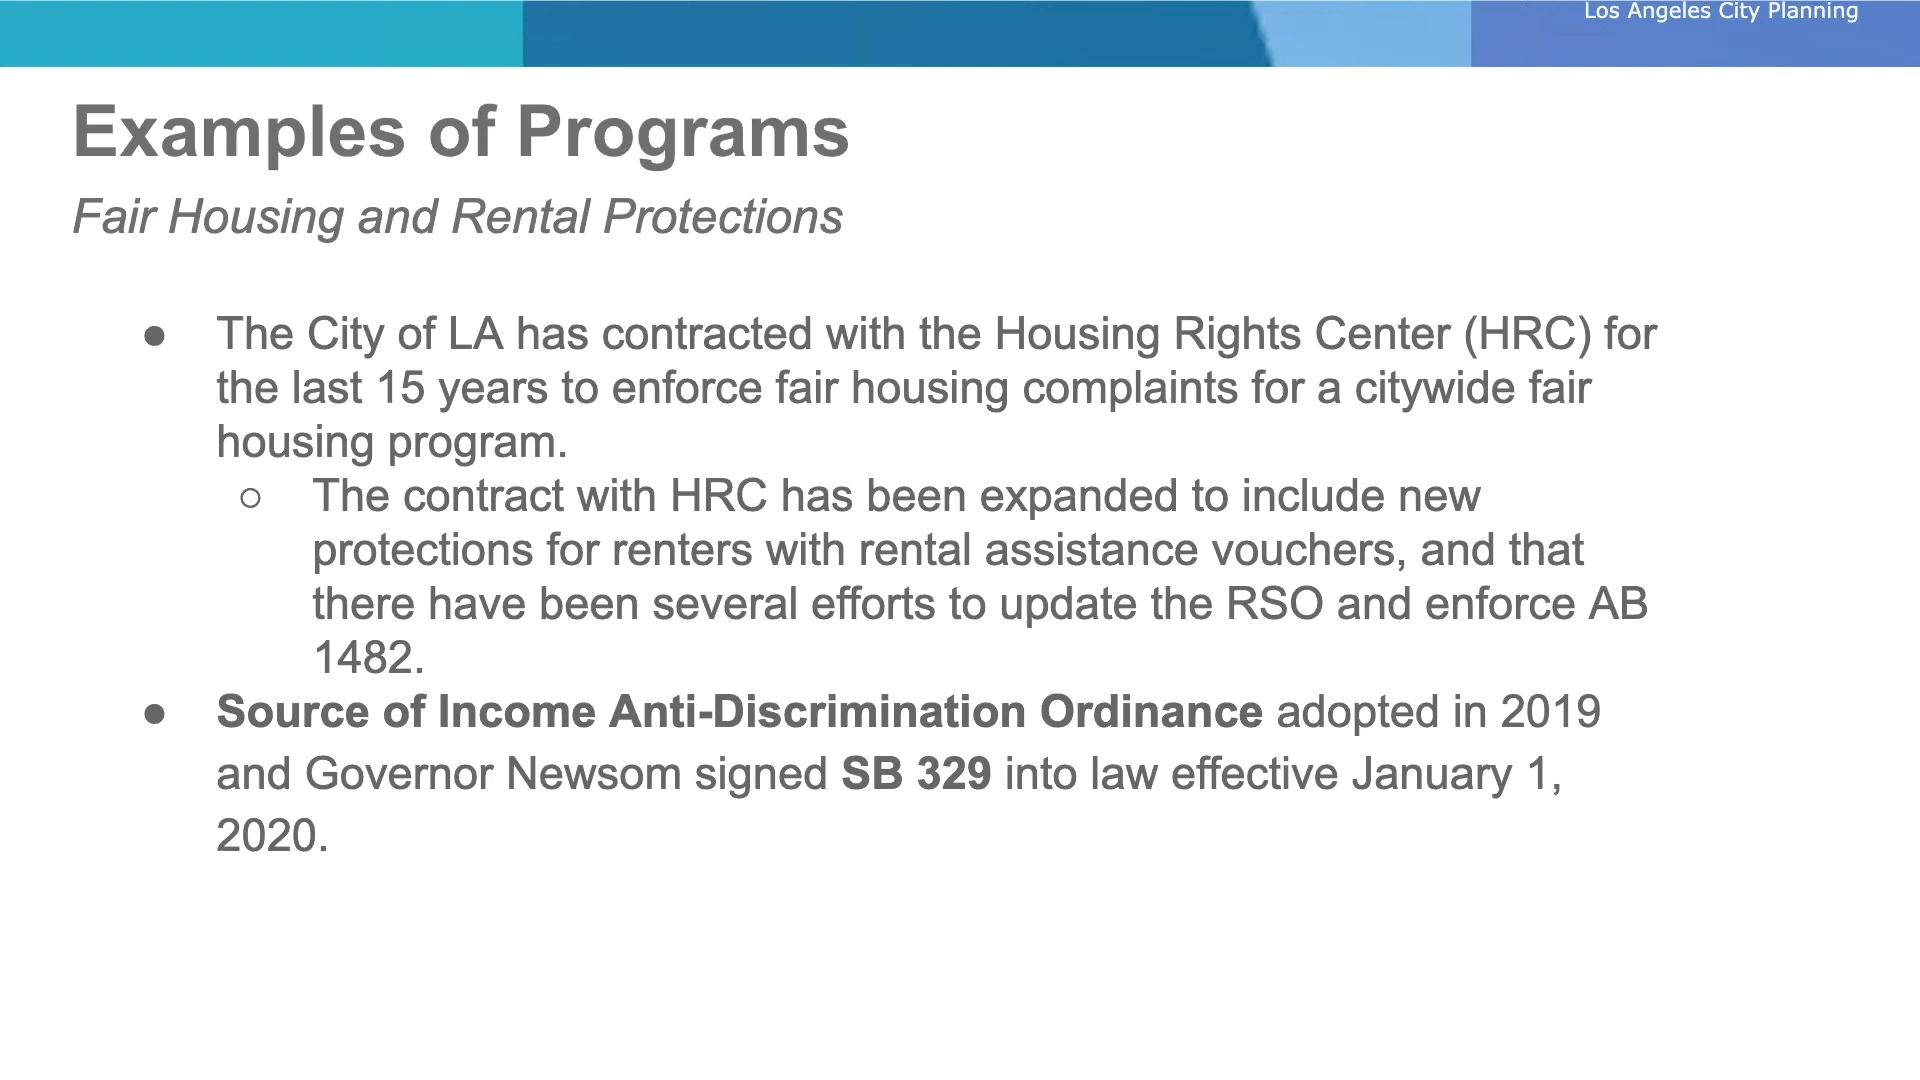 Los Angeles City Planning
Examples of Programs
Fair Housing and Rental Protections
● The City of LA has contracted with the Housing Rights Center (HRC) for
the last 15 years to enforce fair housing complaints for a citywide fair
housing program.
○ The contract with HRC has been expanded to include new
protections for renters with rental assistance vouchers, and that
there have been several efforts to update the RSO and enforce AB
1482.
● Source of Income Anti-Discrimination Ordinance adopted in 2019
and Governor Newsom signed SB 329 into law effective January 1,
2020.